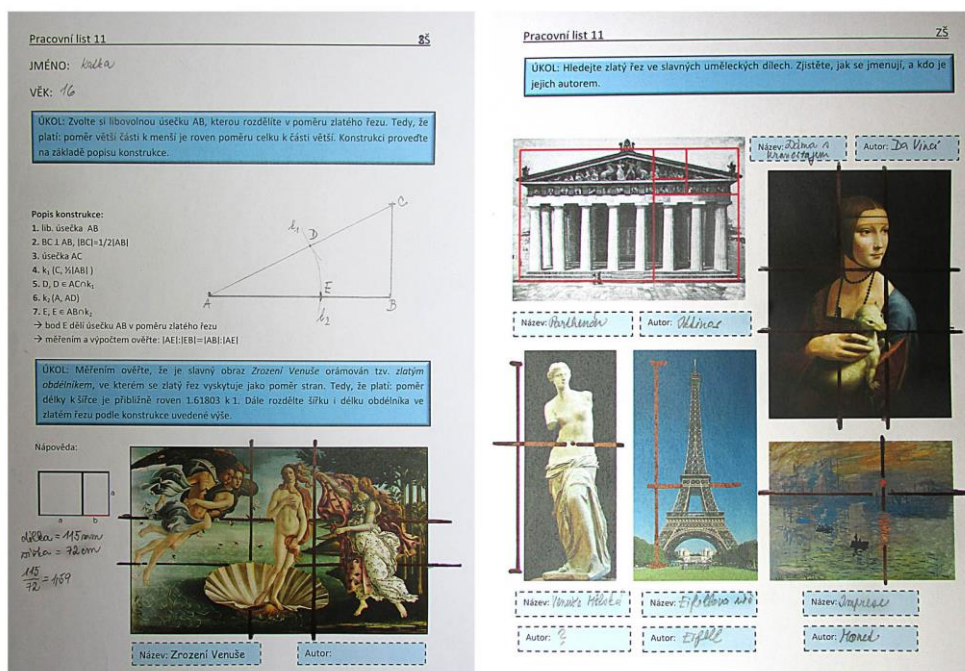 Pracovní list 11 ZŠ
JMÉNO: Katka
VĚK: 16
ÚKOL: Zvolte si libovolnou úsečku AB, kterou rozdělíte v poměru zlatého řezu. Tedy, že
platí: poměr větší části k menší je roven poměru celku k části větší. Konstrukci proveďte
na základě popisu konstrukce.
Popis konstrukce:
1. lib. úsečka AB
2. BC ⊥ AB, |BC|=1/2|AB|
3. úsečka AC
4. k₁ (C, ½|AB| )
5. D, D ∈ AC∩k₁
6. k₂ (A, AD)
7. E, E ∈ AB∩k₂
→ bod E dělí úsečku AB v poměru zlatého řezu
→ měřením a výpočtem ověřte: |AE|:|EB|=|AB|:|AE|
C
k₁ D
A E B
k₂
ÚKOL: Měřením ověřte, že je slavný obraz Zrození Venuše orámován tzv. zlatým
obdélníkem, ve kterém se zlatý řez vyskytuje jako poměr stran. Tedy, že platí: poměr
délky k šířce je přibližně roven 1.61803 k 1. Dále rozdělte šířku i délku obdélníka ve
zlatém řezu podle konstrukce uvedené výše.
Nápověda:
a
a b
délka = 115 mm
= 72
115
72 = 1,59
Název: Zrození Venuše Autor:
Pracovní list 11 ZŠ
ÚKOL: Hledejte zlatý řez ve slavných uměleckých dílech. Zjistěte, jak se jmenují, a kdo je
jejich autorem.
Název: Dáma s Autor: Da Vinci
Název: Parthenón Autor:
Název: Venuše Název: Název: Imprese
Autor: ? Autor: Autor: Monet